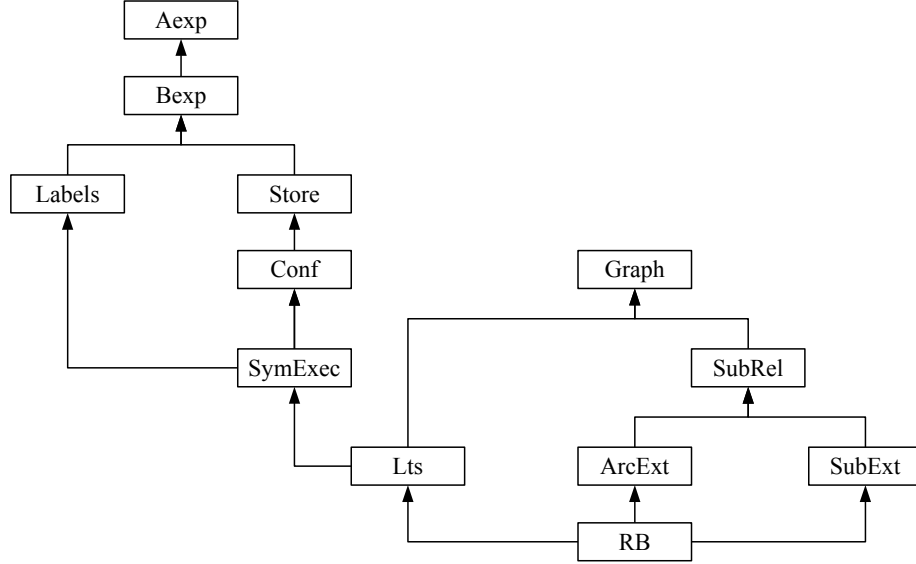 Aexp
Bexp
Labels
Store
Conf
Graph
SymExec
SubRel
Lts
ArcExt
SubExt
RB